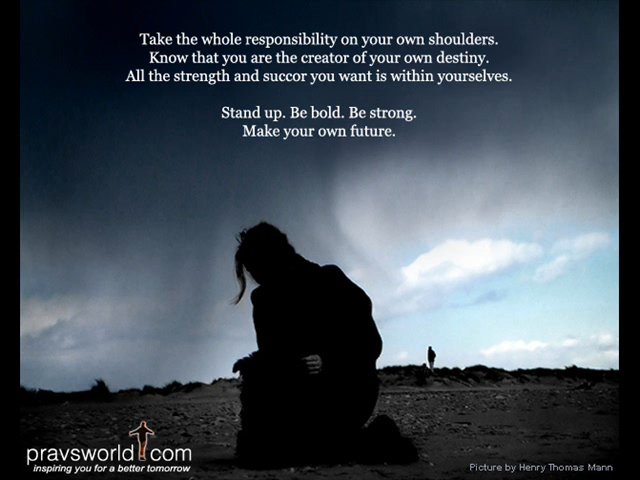 Take the whole responsibility on your own shoulders.
Know that you are the creator of your own destiny.
All the strength and succor you want is within yourselves.
Stand up. Be bold. Be strong.
Make your own future.
pravsworld.com
inspiring you for a better tomorrow
Picture by Henry Thomas Mann